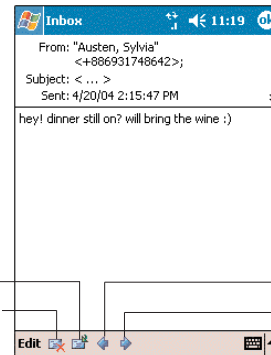 Inbox 11:19 ok
From: "Austen, Sylvia"
<+886931748642>;
Subject: < ... >
Sent: 4/20/04 2:15:47 PM
hey! dinner still on? will bring the wine :)
Edit